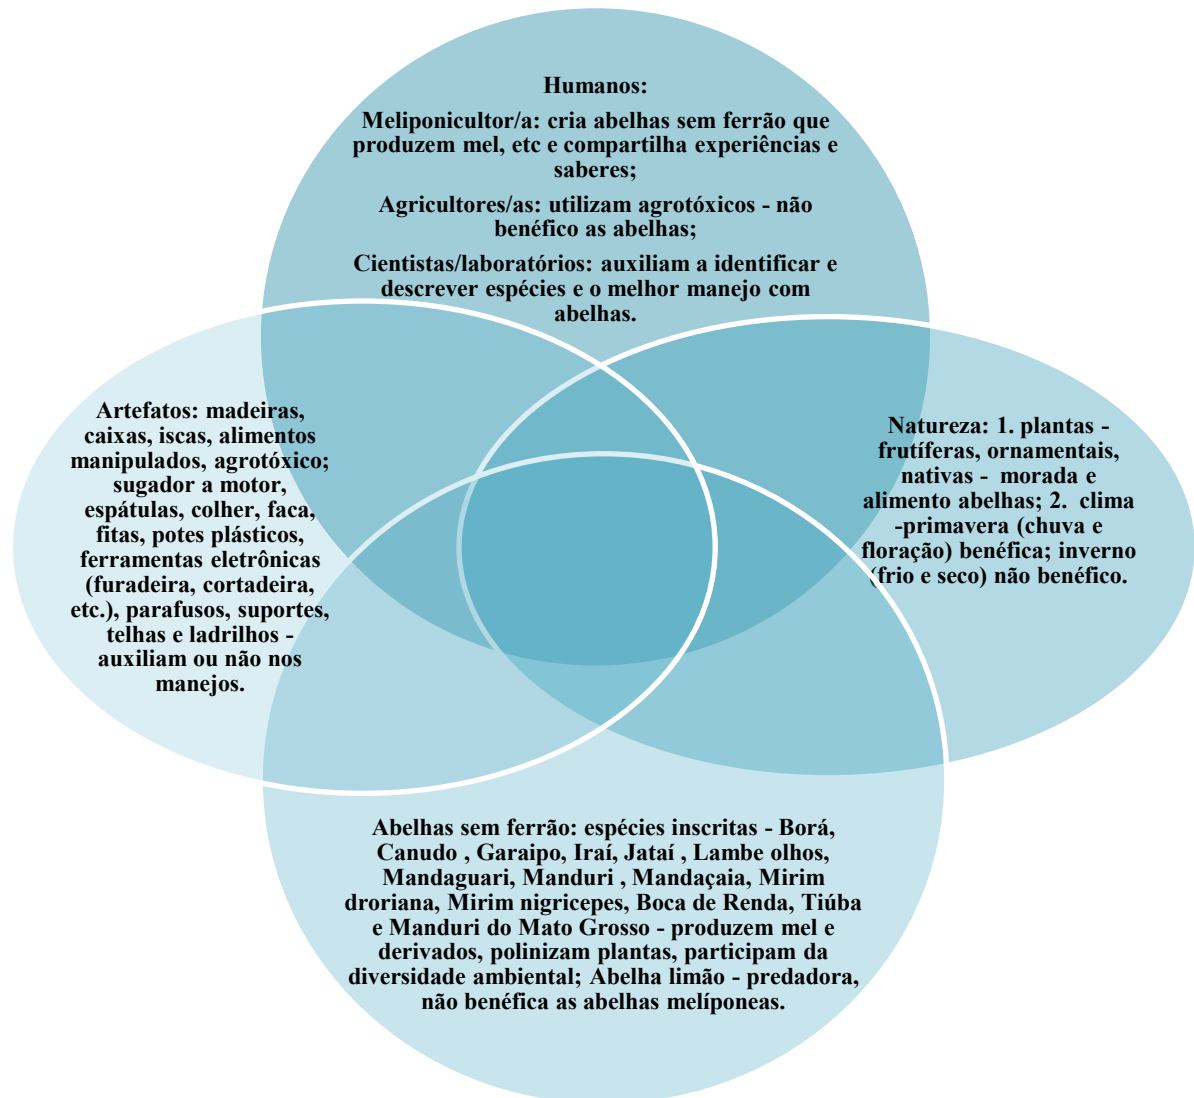 Humanos:
Meliponicultor/a: cria abelhas sem ferrão que
produzem mel, etc e compartilha experiências e
saberes;
Agricultores/as: utilizam agrotóxicos - não
benéfico as abelhas;
Cientistas/laboratórios: auxiliam a identificar e
descrever espécies e o melhor manejo com
abelhas.
Artefatos: madeiras,
caixas, iscas, alimentos
manipulados, agrotóxico;
sugador a motor,
espátulas, colher, faca,
fitas, potes plásticos,
ferramentas eletrônicas
(furadeira, cortadeira,
etc.), parafusos, suportes,
telhas e ladrilhos -
auxiliam ou não nos
manejos.
Natureza: 1. plantas -
frutíferas, ornamentais,
nativas - morada e
alimento abelhas; 2. clima
-primavera (chuva e
floração) benéfica; inverno
(frio e seco) não benéfico.
Abelhas sem ferrão: espécies inscritas - Borá,
Canudo , Garaipo, Iraí, Jataí , Lambe olhos,
Mandaguari, Manduri , Mandaçaia, Mirim
droriana, Mirim nigricepes, Boca de Renda, Tiúba
e Manduri do Mato Grosso - produzem mel e
derivados, polinizam plantas, participam da
diversidade ambiental; Abelha limão - predadora,
não benéfica as abelhas melíponeas.